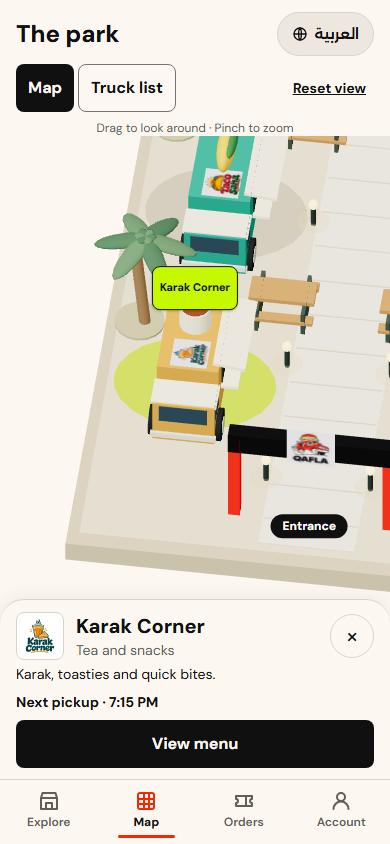 The park
العربية
Map
Truck list
Reset view
Drag to look around · Pinch to zoom
TACO
Karak Corner
KARAK
CORNER
QAFLA
Entrance
Karak
Corner
Karak Corner
Tea and snacks
Karak, toasties and quick bites.
Next pickup · 7:15 PM
View menu
Explore
Map
Orders
Account